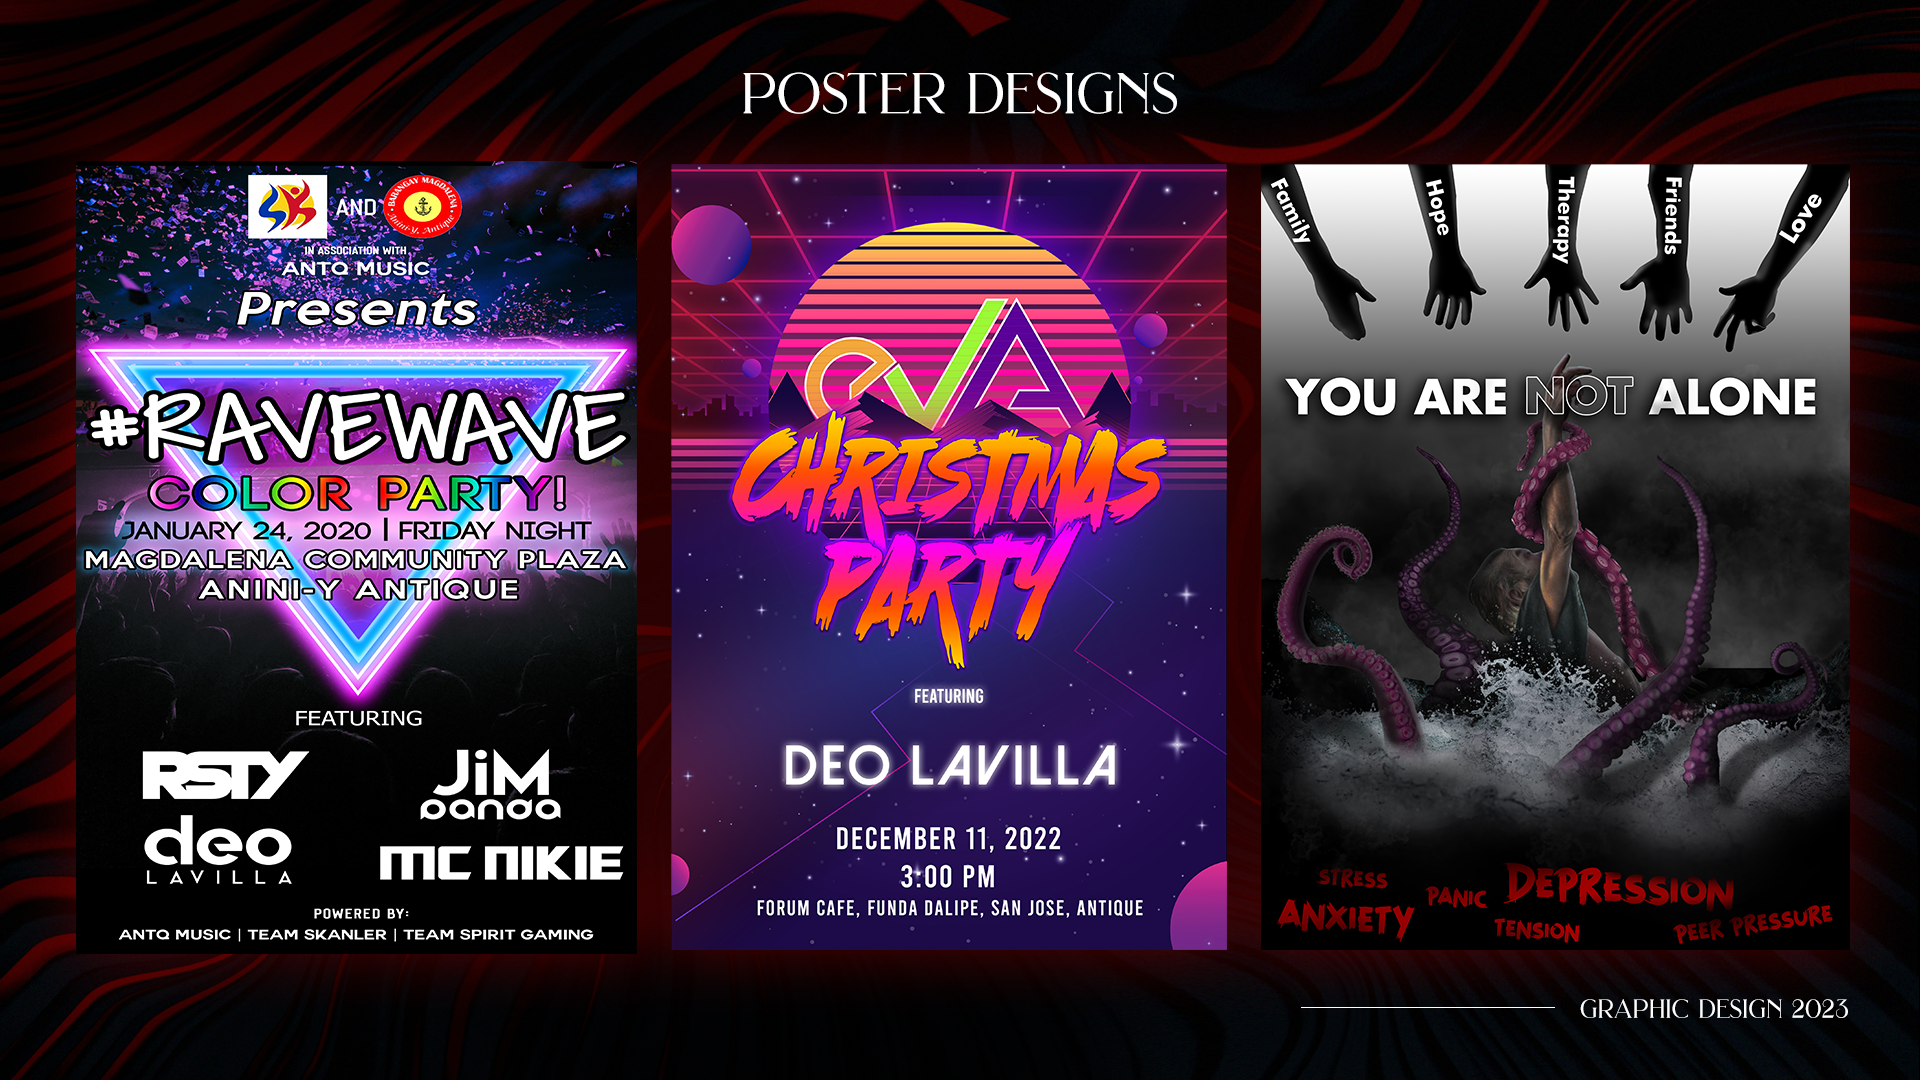 POSTER DESIGNS
AND
BARANGAY MAGDALENA
Anini-Y, Antique
IN ASSOCIATION WITH
ANTQ MUSIC
Presents
#RAVEWAVE
COLOR PARTY!
JANUARY 24, 2020 | FRIDAY NIGHT
MAGDALENA COMMUNITY PLAZA
ANINI-Y ANTIQUE
FEATURING
RSTY
JiM
panda
deo
LAVILLA
MC NIKIE
POWERED BY:
ANTQ MUSIC | TEAM SKANLER | TEAM SPIRIT GAMING
evA
CHRISTMAS
PARTY
FEATURING
DEO LAVILLA
DECEMBER 11, 2022
3:00 PM
FORUM CAFE, FUNDA DALIPE, SAN JOSE, ANTIQUE
Family
Hope
Therapy
Friends
Love
YOU ARE NOT ALONE
STRESS
ANXIETY
PANIC
DEPRESSION
TENSION
PEER PRESSURE
GRAPHIC DESIGN 2023